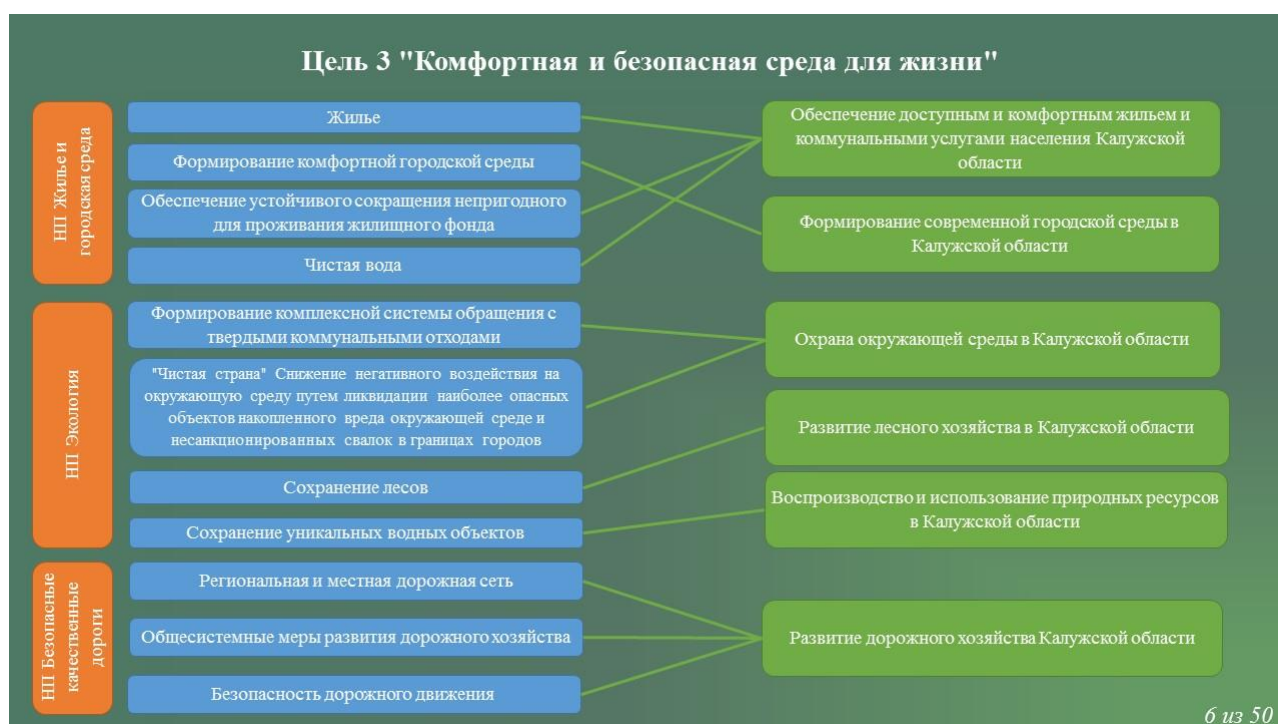 Цель 3 "Комфортная и безопасная среда для жизни"
НП Жилье и
городская среда
Жилье
Формирование комфортной городской среды
Обеспечение устойчивого сокращения непригодного
для проживания жилищного фонда
Чистая вода
Обеспечение доступным и комфортным жильем и
коммунальными услугами населения Калужской
области
Формирование современной городской среды в
Калужской области
НП Экология
Формирование комплексной системы обращения с
твердыми коммунальными отходами
"Чистая страна" Снижение негативного воздействия на
окружающую среду путем ликвидации наиболее опасных
объектов накопленного вреда окружающей среде и
несанкционированных свалок в границах городов
Сохранение лесов
Сохранение уникальных водных объектов
Охрана окружающей среды в Калужской области
Развитие лесного хозяйства в Калужской области
Воспроизводство и использование природных ресурсов
в Калужской области
НП Безопасные
качественные
дороги
Региональная и местная дорожная сеть
Общесистемные меры развития дорожного хозяйства
Безопасность дорожного движения
Развитие дорожного хозяйства Калужской области
6 из 50